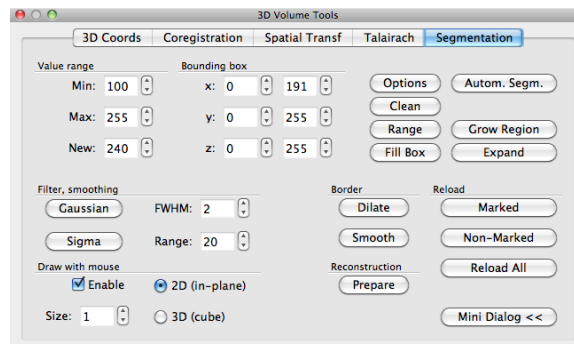 3D Volume Tools
3D Coords Coregistration Spatial Transf Talairach Segmentation
Value range Bounding box
Min: 100 x: 0 191 Options Autom. Segm.
Clean
Max: 255 y: 0 255 Range Grow Region
New: 240 z: 0 255 Fill Box Expand
Filter, smoothing Border Reload
Gaussian FWHM: 2 Dilate Marked
Sigma Range: 20 Smooth Non-Marked
Draw with mouse Reconstruction Reload All
Enable 2D (in-plane) Prepare
Size: 1 3D (cube) Mini Dialog <<